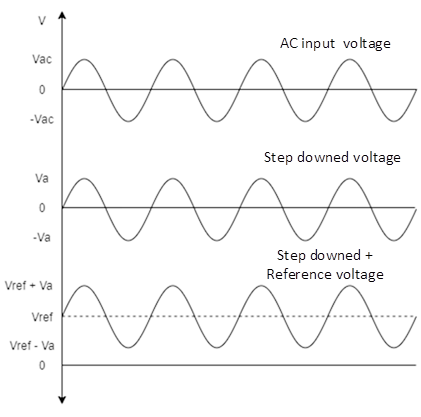 V
AC input voltage
Vac
0
-Vac
Step downed voltage
Va
0
-Va
Step downed +
Reference voltage
Vref + Va
Vref
Vref - Va
0